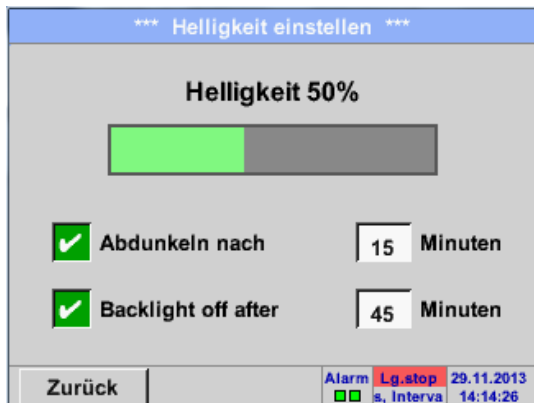 *** Helligkeit einstellen ***
Helligkeit 50%
Abdunkeln nach 15 Minuten
Backlight off after 45 Minuten
Zurück
Alarm Lg.stop 29.11.2013
s, Interva 14:14:26